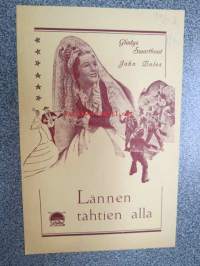 Gladys
Swarthout
John Boles
Lännen
tähtien alla